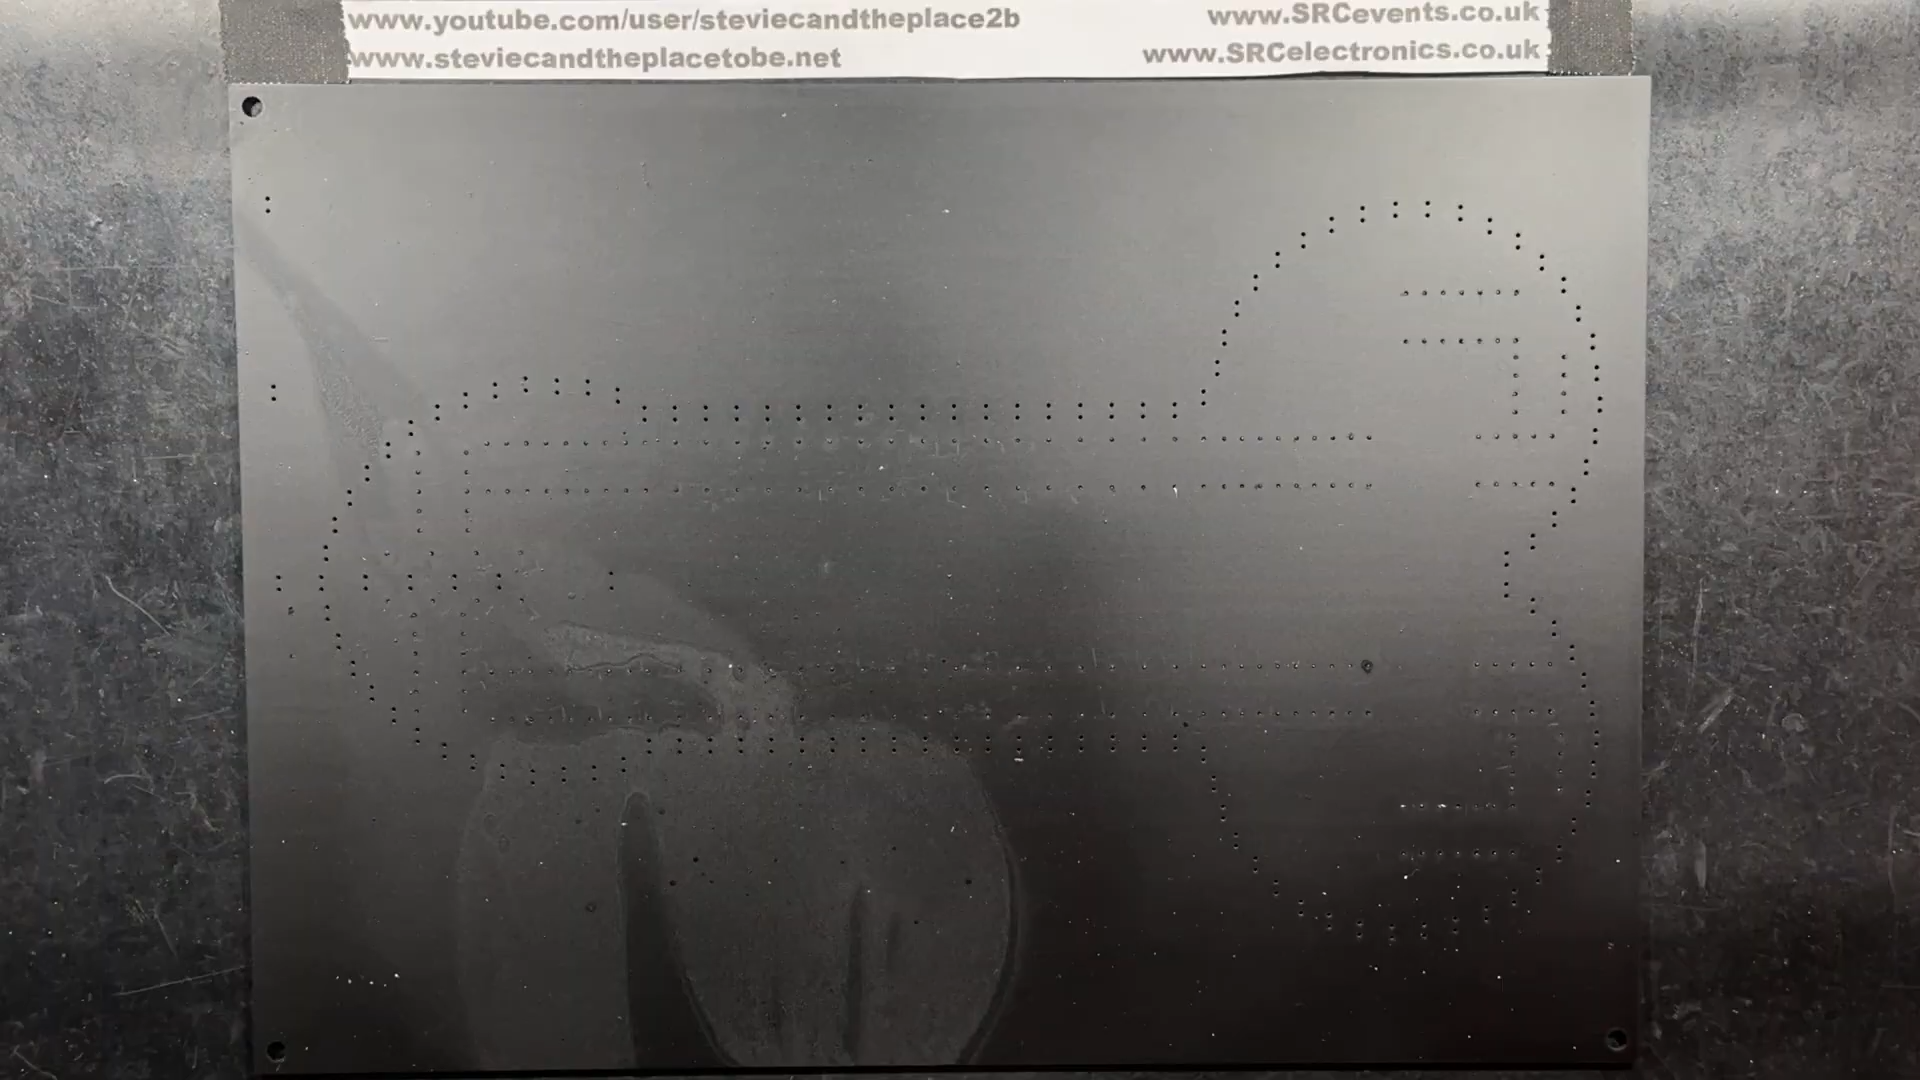 www.youtube.com/user/steviecandtheplace2b
www.SRCevents.co.uk
www.steviecandtheplacetobe.net
www.SRCelectronics.co.uk